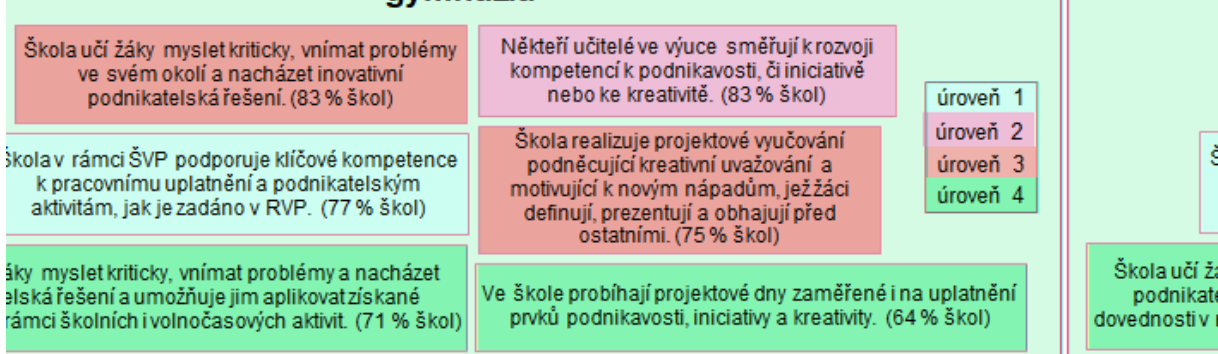 gymnázia
Škola učí žáky myslet kriticky, vnímat problémy
ve svém okolí a nacházet inovativní
podnikatelská řešení. (83 % škol)
Někteří učitelé ve výuce směřují k rozvoji
kompetencí k podnikavosti, či iniciativě
nebo ke kreativitě. (83 % škol)
úroveň 1
úroveň 2
úroveň 3
úroveň 4
Škola v rámci ŠVP podporuje klíčové kompetence
k pracovnímu uplatnění a podnikatelským
aktivitám, jak je zadáno v RVP. (77 % škol)
Škola realizuje projektové vyučování
podněcující kreativní uvažování a
motivující k novým nápadům, jež žáci
definují, prezentují a obhajují před
ostatními. (75 % škol)
áky myslet kriticky, vnímat problémy a nacházet
elská řešení a umožňuje jim aplikovat získané
rámci školních i volnočasových aktivit. (71 % škol)
Ve škole probíhají projektové dny zaměřené i na uplatnění
prvků podnikavosti, iniciativy a kreativity. (64 % škol)
Š
Škola učí ža
podnikate
dovednosti v